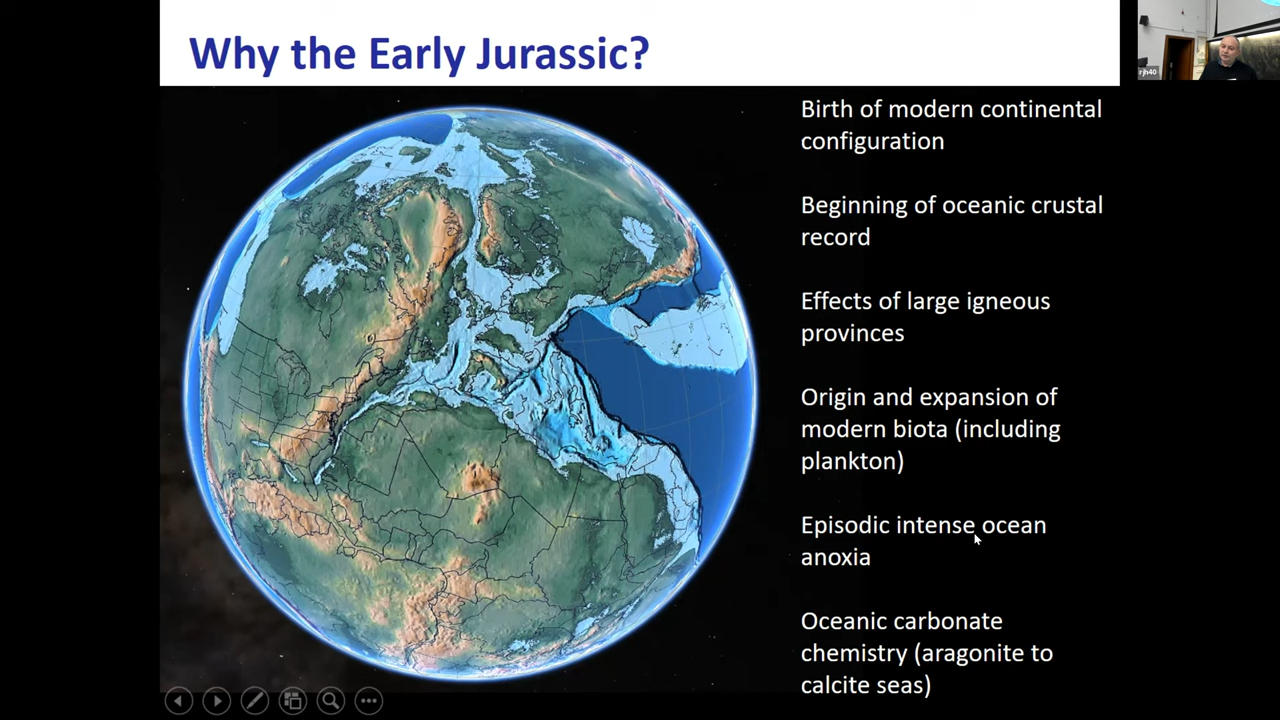 Why the Early Jurassic?
rjh40
Birth of modern continental
configuration
Beginning of oceanic crustal
record
Effects of large igneous
provinces
Origin and expansion of
modern biota (including
plankton)
Episodic intense ocean
anoxia
Oceanic carbonate
chemistry (aragonite to
calcite seas)